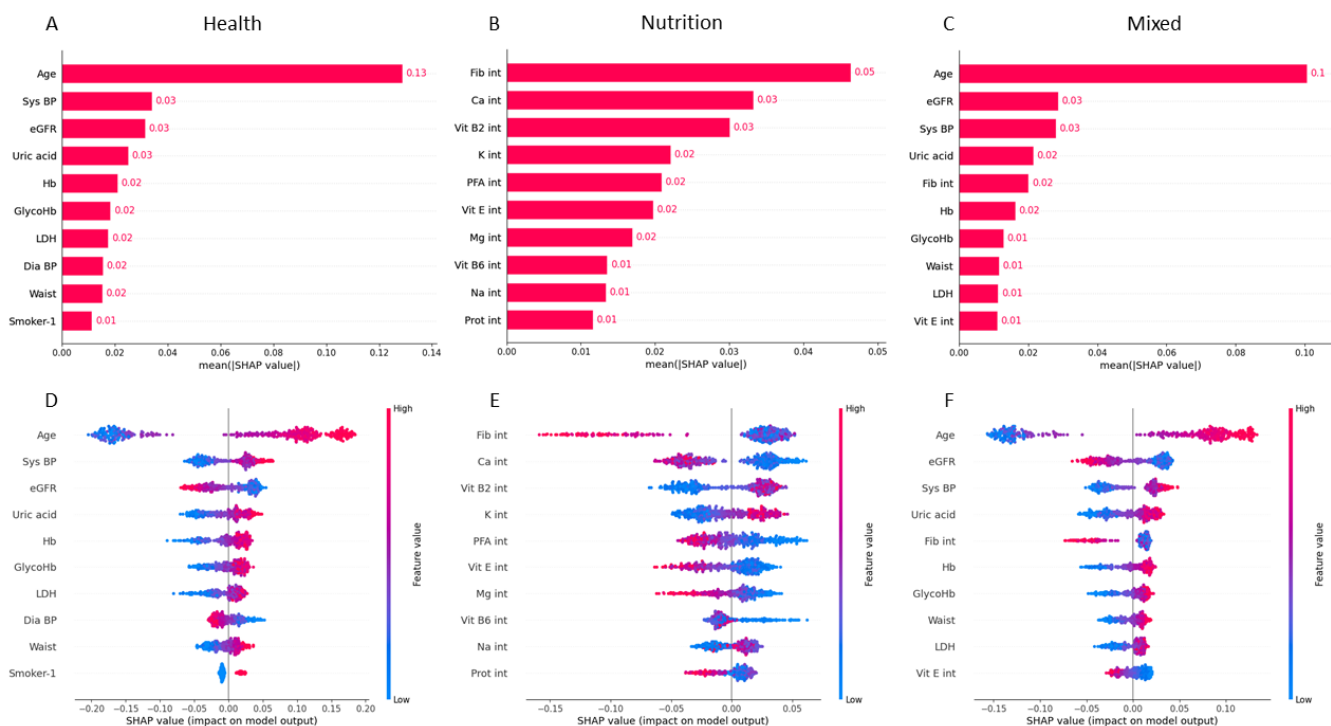 A Health
Age 0.13
Sys BP 0.03
eGFR 0.03
Uric acid 0.03
Hb 0.02
GlycoHb 0.02
LDH 0.02
Dia BP 0.02
Waist 0.02
Smoker-1 0.01
0.00 0.02 0.04 0.06 0.08 0.10 0.12 0.14
mean(|SHAP value|)
B Nutrition
Fib int 0.05
Ca int 0.03
Vit B2 int 0.03
K int 0.02
PFA int 0.02
Vit E int 0.02
Mg int 0.02
Vit B6 int 0.01
Na int 0.01
Prot int 0.01
0.00 0.01 0.02 0.03 0.04 0.05
mean(|SHAP value|)
C Mixed
Age 0.1
eGFR 0.03
Sys BP 0.03
Uric acid 0.02
Fib int 0.02
Hb 0.02
GlycoHb 0.01
Waist 0.01
LDH 0.01
Vit E int 0.01
0.00 0.02 0.04 0.06 0.08 0.10
mean(|SHAP value|)
D
High
Age
Sys BP
eGFR
Uric acid
Hb
GlycoHb
LDH
Dia BP
Waist
Smoker-1
Feature value
Low
−0.20 −0.15 −0.10 −0.05 0.00 0.05 0.10 0.15 0.20
SHAP value (impact on model output)
E
High
Fib int
Ca int
Vit B2 int
K int
PFA int
Vit E int
Mg int
Vit B6 int
Na int
Prot int
Feature value
Low
−0.15 −0.10 −0.05 0.00 0.05
SHAP value (impact on model output)
F
High
Age
eGFR
Sys BP
Uric acid
Fib int
Hb
GlycoHb
Waist
LDH
Vit E int
Feature value
Low
−0.15 −0.10 −0.05 0.00 0.05 0.10
SHAP value (impact on model output)